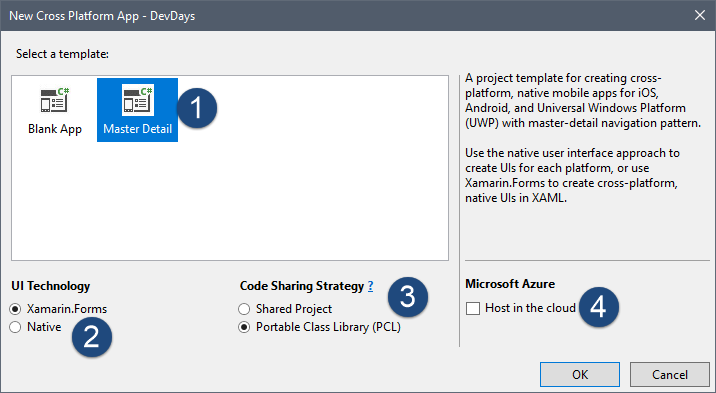 New Cross Platform App - DevDays
Select a template:
C#
Blank App
C#
Master Detail
1
A project template for creating cross-
platform, native mobile apps for iOS,
Android, and Universal Windows Platform
(UWP) with master-detail navigation pattern.
Use the native user interface approach to
create UIs for each platform, or use
Xamarin.Forms to create cross-platform,
native UIs in XAML.
UI Technology
Xamarin.Forms
Native
2
Code Sharing Strategy ?
3
Shared Project
Portable Class Library (PCL)
Microsoft Azure
Host in the cloud
4
OK
Cancel